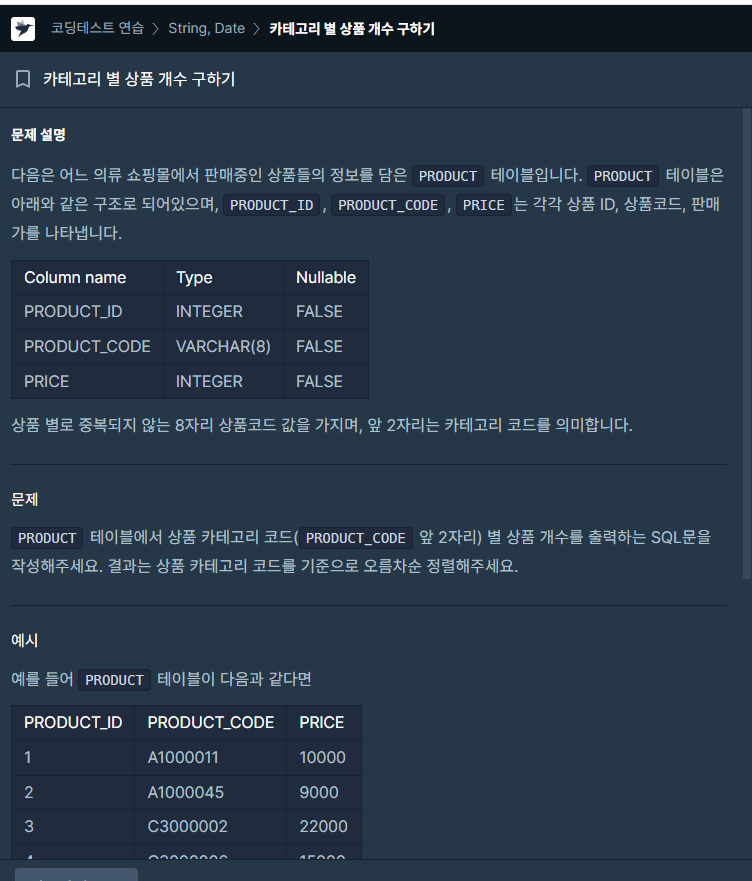 코딩테스트 연습 > String, Date > 카테고리 별 상품 개수 구하기
카테고리 별 상품 개수 구하기
문제 설명
다음은 어느 의류 쇼핑몰에서 판매중인 상품들의 정보를 담은 PRODUCT 테이블입니다. PRODUCT 테이블은
아래와 같은 구조로 되어있으며, PRODUCT_ID, PRODUCT_CODE, PRICE는 각각 상품 ID, 상품코드, 판매
가를 나타냅니다.
Column name Type Nullable
PRODUCT_ID INTEGER FALSE
PRODUCT_CODE VARCHAR(8) FALSE
PRICE INTEGER FALSE
상품 별로 중복되지 않는 8자리 상품코드 값을 가지며, 앞 2자리는 카테고리 코드를 의미합니다.
문제
PRODUCT 테이블에서 상품 카테고리 코드(PRODUCT_CODE 앞 2자리) 별 상품 개수를 출력하는 SQL문을
작성해주세요. 결과는 상품 카테고리 코드를 기준으로 오름차순 정렬해주세요.
예시
예를 들어 PRODUCT 테이블이 다음과 같다면
PRODUCT_ID PRODUCT_CODE PRICE
1 A1000011 10000
2 A1000045 9000
3 C3000002 22000